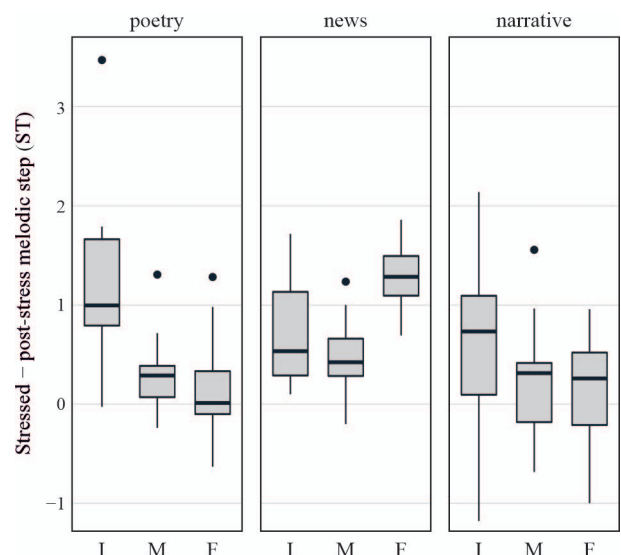 poetry news narrative
Stressed – post-stress melodic step (ST)
3
2
1
0
−1
I M F I M F I M F